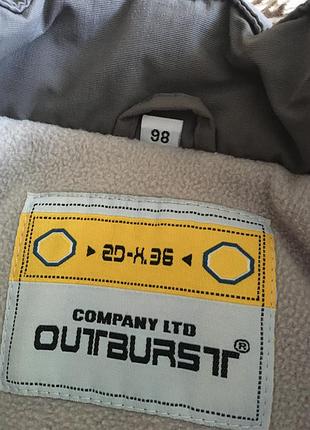 98
▸ 2D-X.36 ◂
COMPANY LTD
OUTBURST®